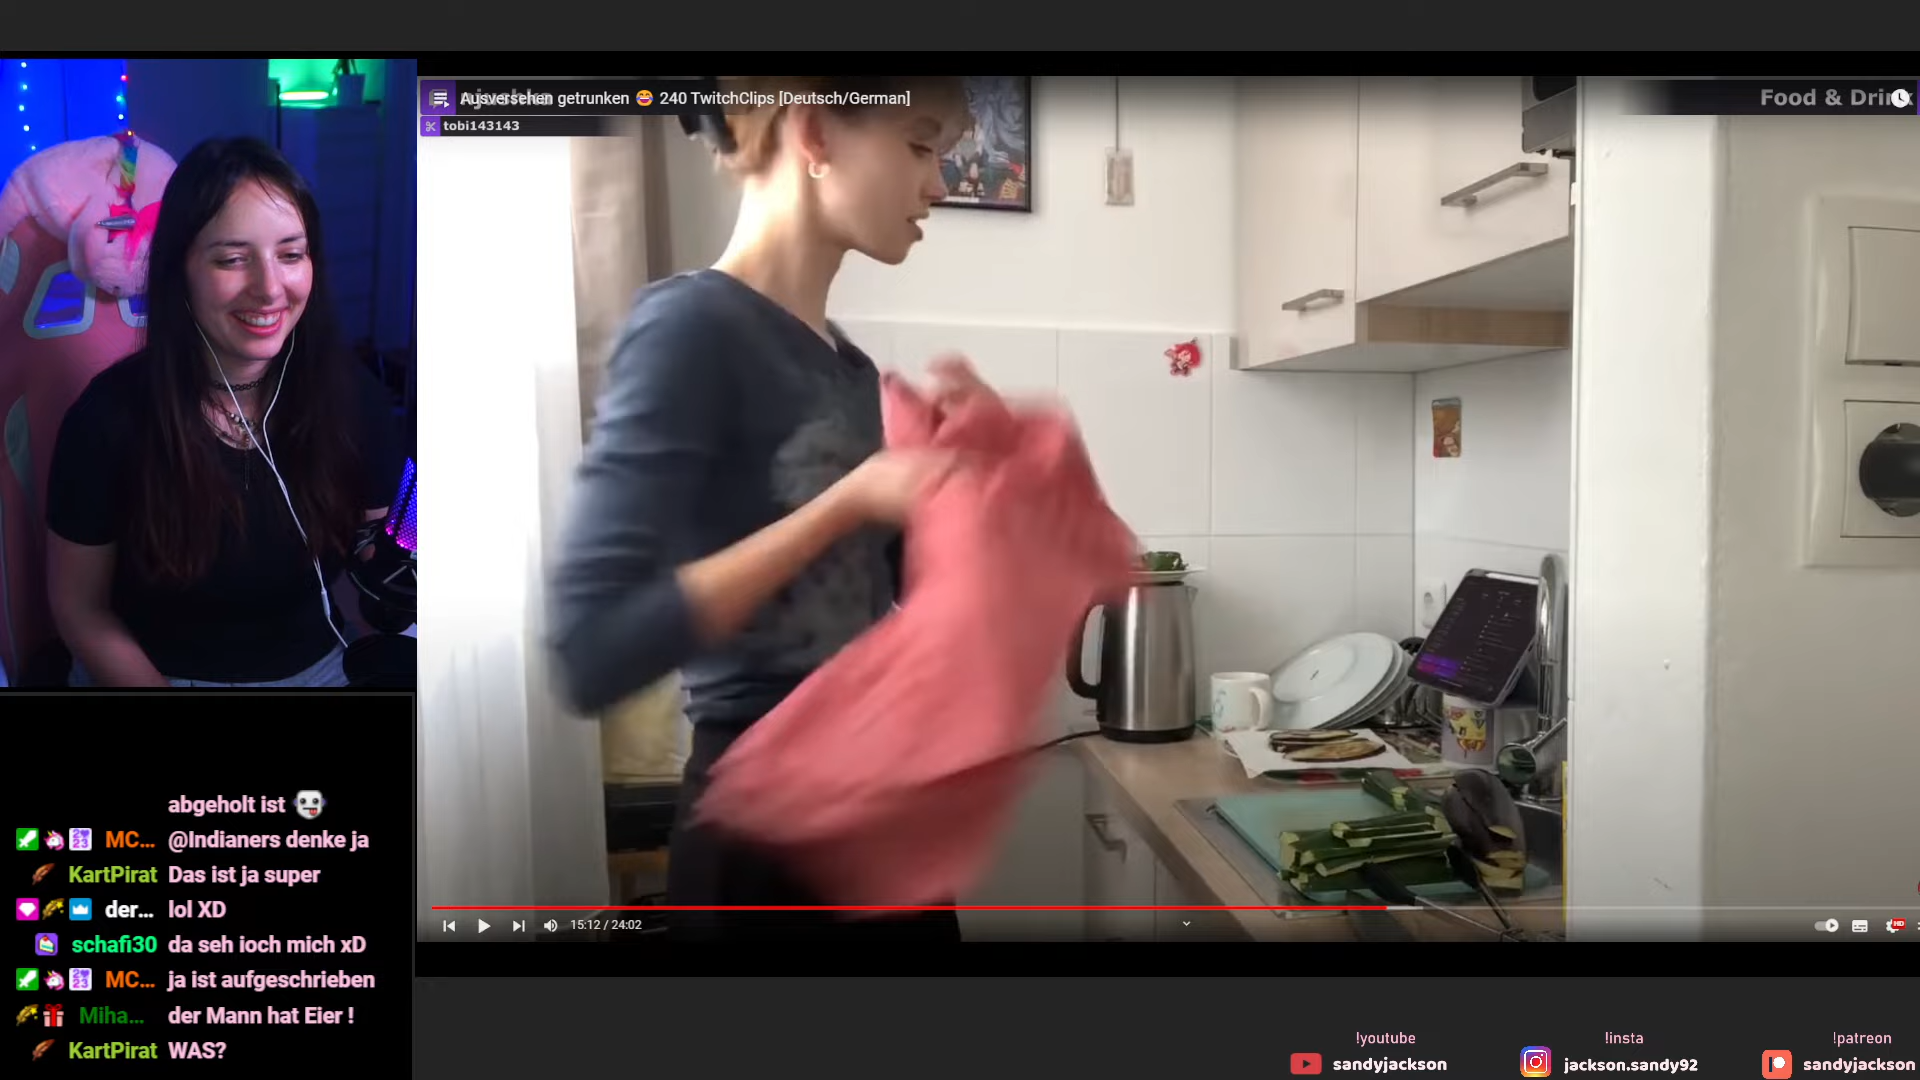 Ausversehen getrunken 😂 240 TwitchClips [Deutsch/German]
Food & Drink
tobi143143
abgeholt ist 👻
MC... @Indianers denke ja
KartPirat Das ist ja super
der... lol XD
schafi30 da seh ioch mich xD
MC... ja ist aufgeschrieben
Miha... der Mann hat Eier !
KartPirat WAS?
15:12 / 24:02
HD
!youtube
sandyjackson
!insta
jackson.sandy92
!patreon
sandyjackson